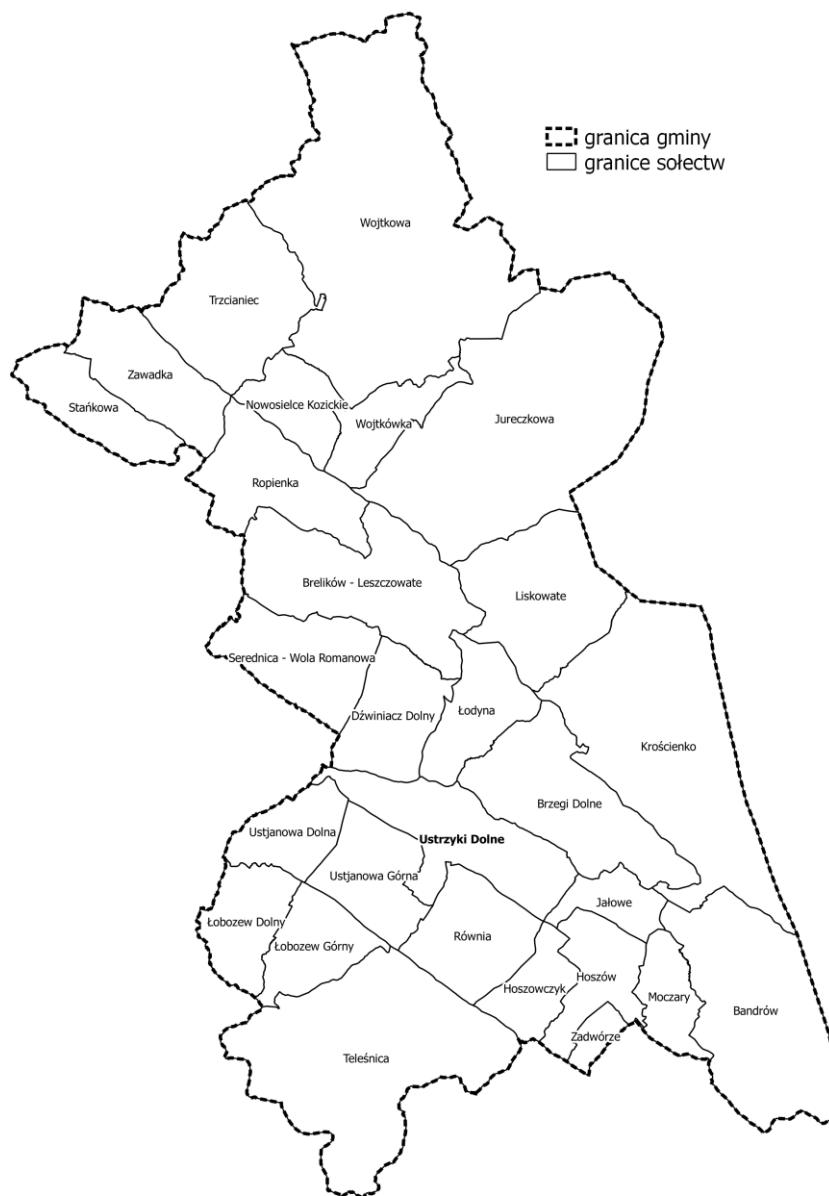 granica gminy
granice sołectw
Wojtkowa
Trzcianiec
Zawadka
Stańkowa
Nowosielce Kozickie
Wojtkówka
Jureczkowa
Ropienka
Brelików - Leszczowate
Liskowate
Serednica - Wola Romanowa
Dźwiniacz Dolny
Łodyna
Krościenko
Brzegi Dolne
Ustjanowa Dolna
Ustrzyki Dolne
Ustjanowa Górna
Jałowe
Łobozew Dolny
Łobozew Górny
Równia
Hoszowczyk
Hoszów
Moczary
Bandrów
Zadwórze
Teleśnica